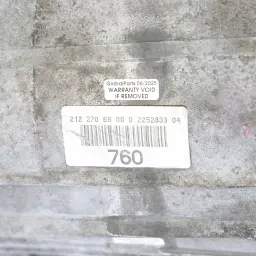 GlobalParts 06/2025
WARRANTY VOID
IF REMOVED
212 270 68 00 0 2252833 04
760